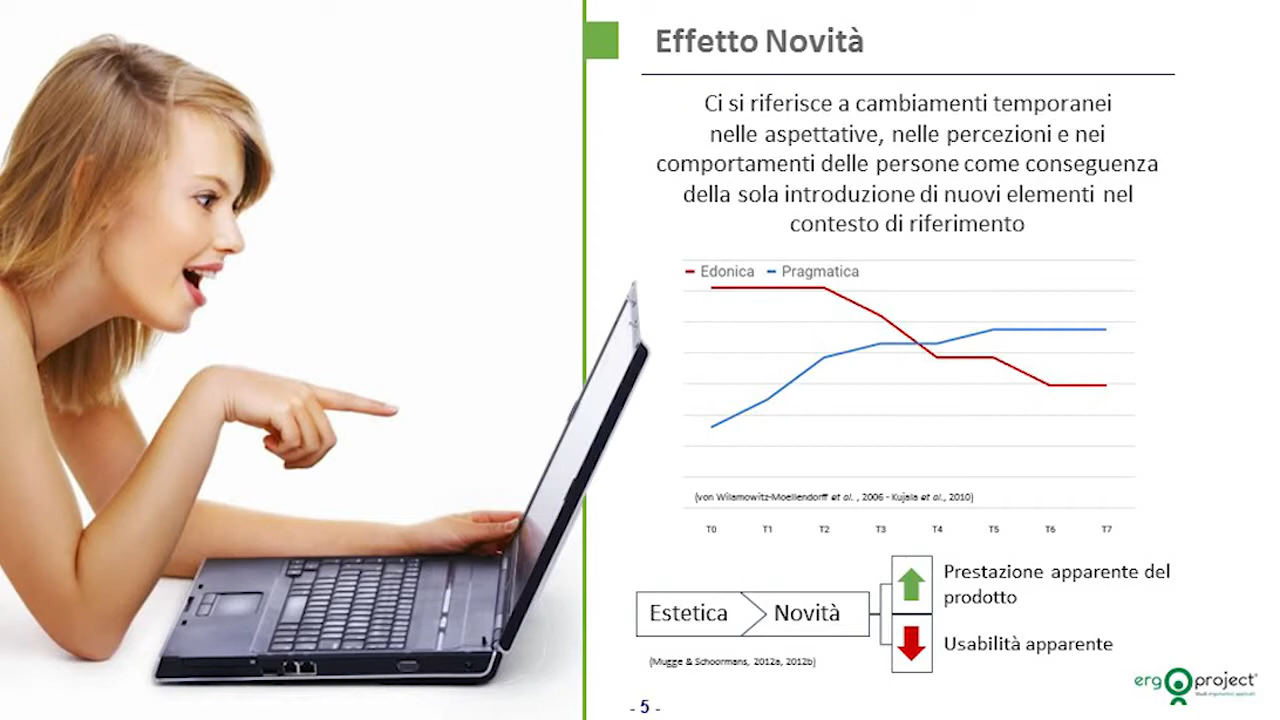 Effetto Novità
Ci si riferisce a cambiamenti temporanei
nelle aspettative, nelle percezioni e nei
comportamenti delle persone come conseguenza
della sola introduzione di nuovi elementi nel
contesto di riferimento
Edonica Pragmatica
(von Wilamowitz-Moellendorff et al. , 2006 - Kujala et al., 2010)
T0 T1 T2 T3 T4 T5 T6 T7
Prestazione apparente del
prodotto
Estetica Novità
Usabilità apparente
(Mugge & Schoormans, 2012a, 2012b)
ergoproject
Studi ergonomici applicati
- 5 -